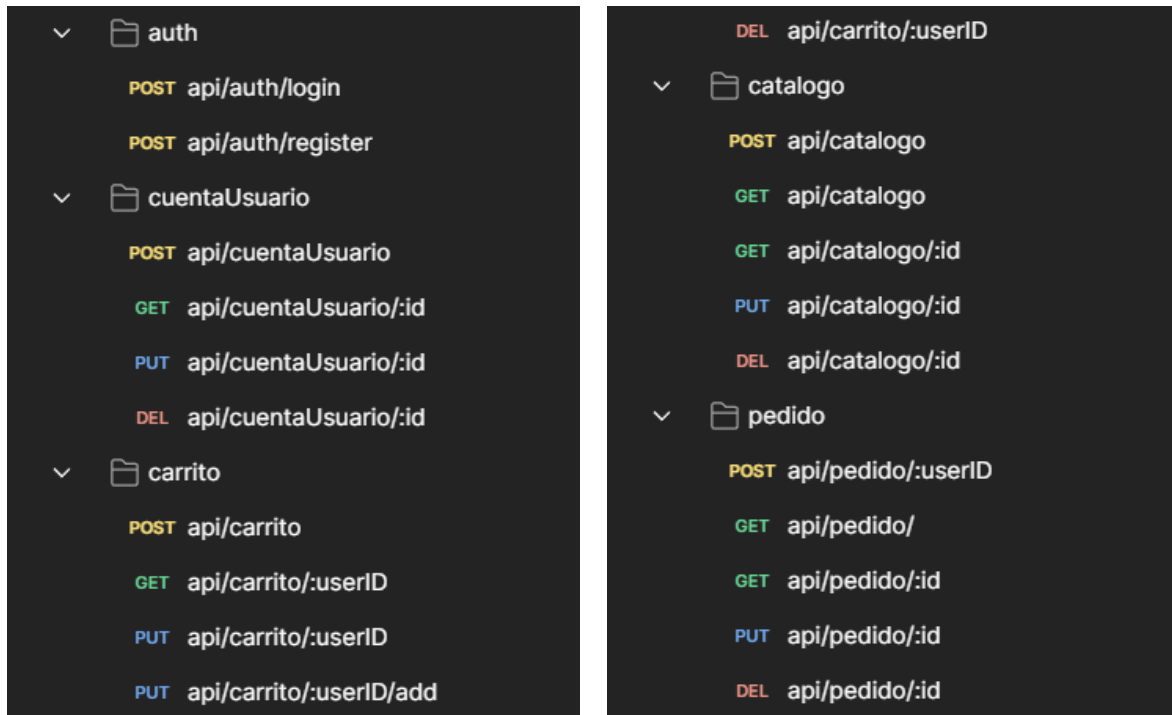 auth
POST api/auth/login
POST api/auth/register
cuentaUsuario
POST api/cuentaUsuario
GET api/cuentaUsuario/:id
PUT api/cuentaUsuario/:id
DEL api/cuentaUsuario/:id
carrito
POST api/carrito
GET api/carrito/:userID
PUT api/carrito/:userID
PUT api/carrito/:userID/add
DEL api/carrito/:userID
catalogo
POST api/catalogo
GET api/catalogo
GET api/catalogo/:id
PUT api/catalogo/:id
DEL api/catalogo/:id
pedido
POST api/pedido/:userID
GET api/pedido/
GET api/pedido/:id
PUT api/pedido/:id
DEL api/pedido/:id